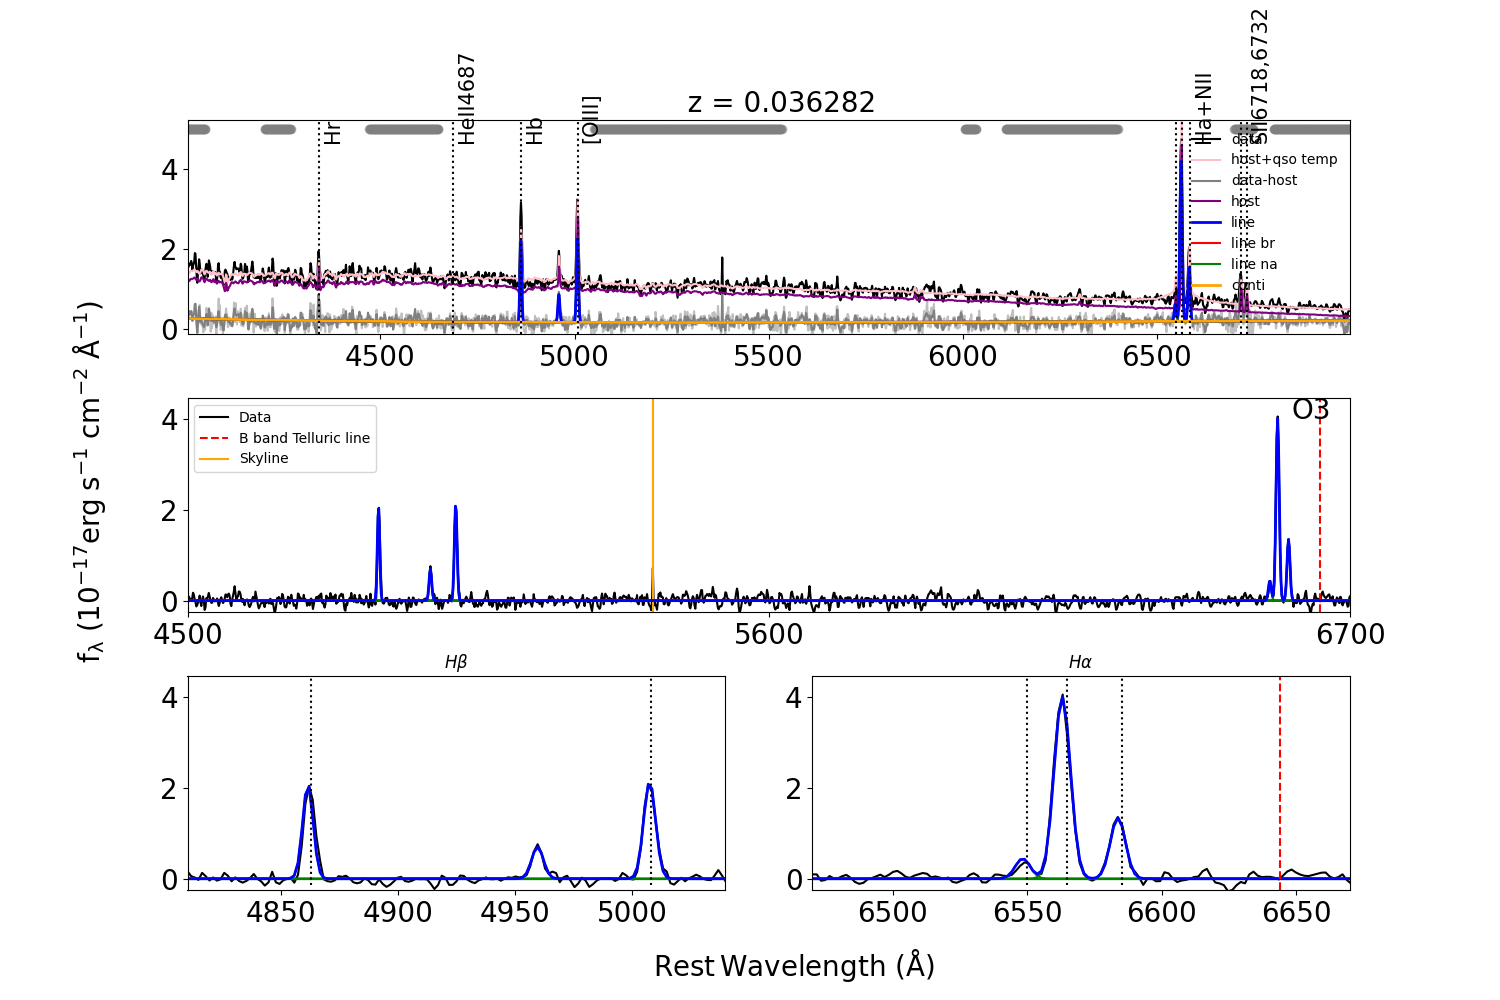 z = 0.036282
Hr
HeII4687
Hb
[OIII]
Ha+NII
SII6718,6732
data
host+qso temp
data-host
host
line
line br
line na
conti
4
2
0
4500
5000
5500
6000
6500
Data
B band Telluric line
Skyline
O3
4
2
0
4500
5600
6700
fλ (10−17erg s−1 cm−2 Å−1)
Hβ
4
2
0
4850
4900
4950
5000
Hα
4
2
0
6500
6550
6600
6650
Rest Wavelength (Å)